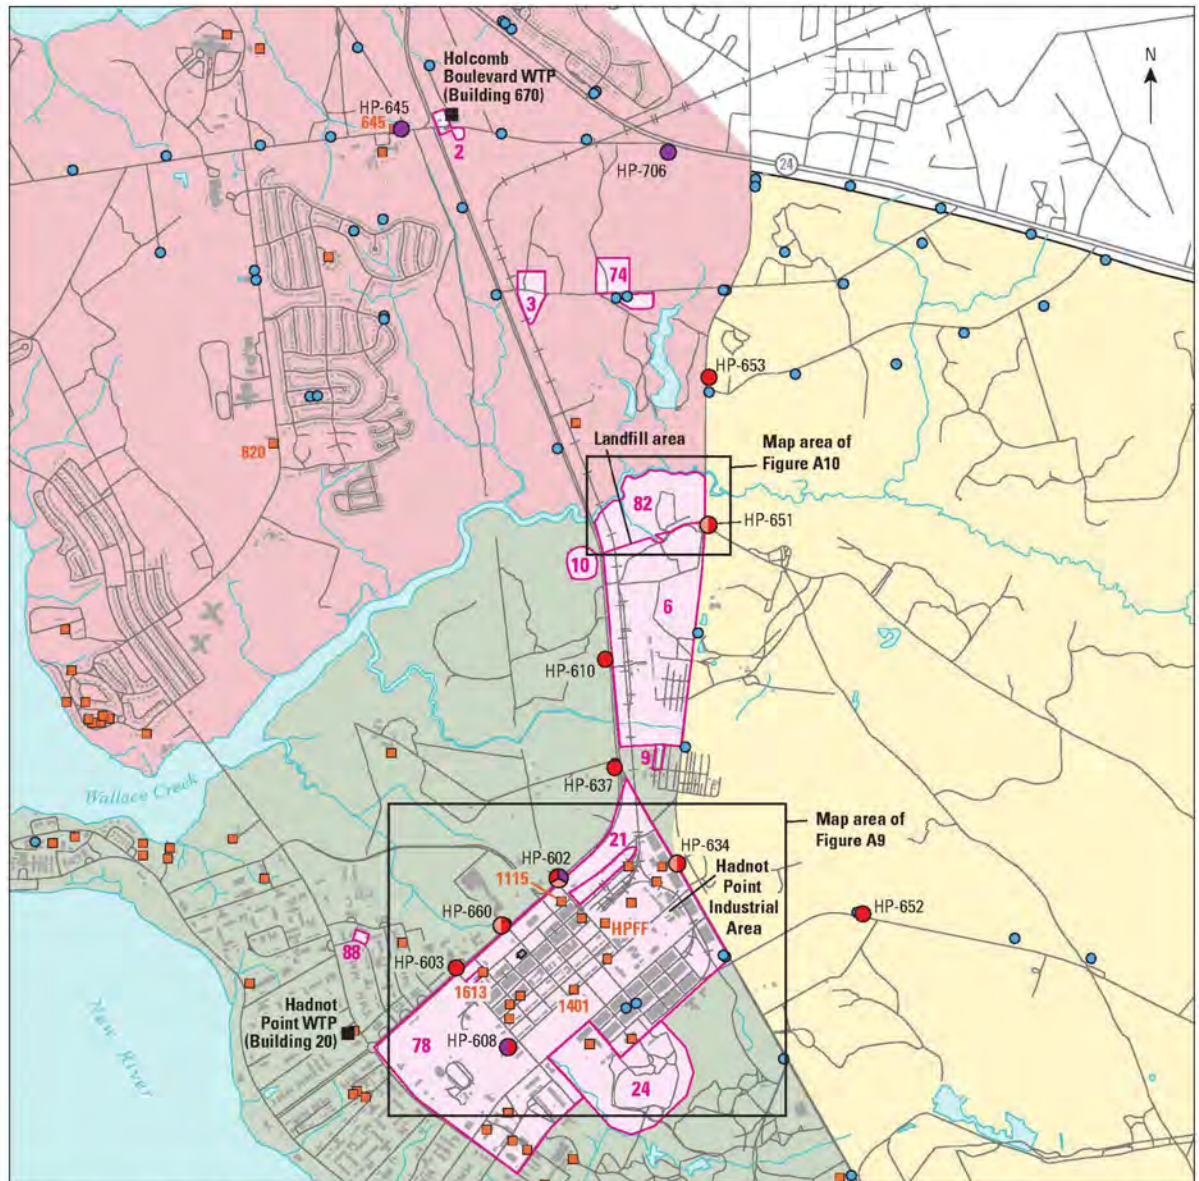 Holcomb
Boulevard WTP
(Building 670)
N
HP-645
645
2
HP-706
24
74
3
HP-653
Landfill area
Map area of
Figure A10
820
82
HP-651
10
6
HP-610
9
HP-637
Wallace Creek
Map area of
Figure A9
21
HP-634
HP-602
1115
Hadnot
Point
Industrial
Area
HP-660
HPFF
HP-652
88
HP-603
1613
1401
Hadnot
Point WTP
(Building 20)
New River
78
HP-608
24